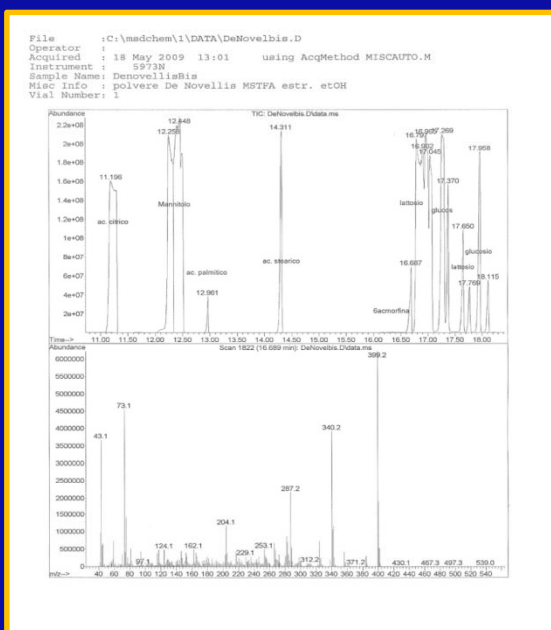 File :C:\msdchem\1\DATA\DeNovelbis.D
Operator :
Acquired : 18 May 2009 13:01 using AcqMethod MISCAUTO.M
Instrument : 5973N
Sample Name: DenovellisBis
Misc Info : polvere De Novellis MSTFA estr. etOH
Vial Number: 1
Abundance
TIC: DeNovelbis.D\data.ms
2.2e+08
2e+08
1.8e+08
1.6e+08
1.4e+08
1.2e+08
1e+08
8e+07
6e+07
4e+07
2e+07
11.196
ac. citrico
12.258
12.448
Mannitolo
ac. palmitico
12.961
14.311
ac. stearico
lattosio
16.687
6acmorfina
16.797
17.045
17.269
glucos
17.370
17.650
lattosio
17.769
17.958
glucosio
18.115
Time-->
11.00 11.50 12.00 12.50 13.00 13.50 14.00 14.50 15.00 15.50 16.00 16.50 17.00 17.50 18.00
Abundance
Scan 1822 (16.689 min): DeNovelbis.D\data.ms
6000000
5500000
5000000
4500000
4000000
3500000
3000000
2500000
2000000
1500000
1000000
500000
0
43.1
73.1
97.1
124.1
162.1
204.1
229.1
253.1
287.2
312.2
340.2
371.2
399.2
430.1
467.3
497.3
539.0
m/z-->
40 60 80 100 120 140 160 180 200 220 240 260 280 300 320 340 360 380 400 420 440 460 480 500 520 540